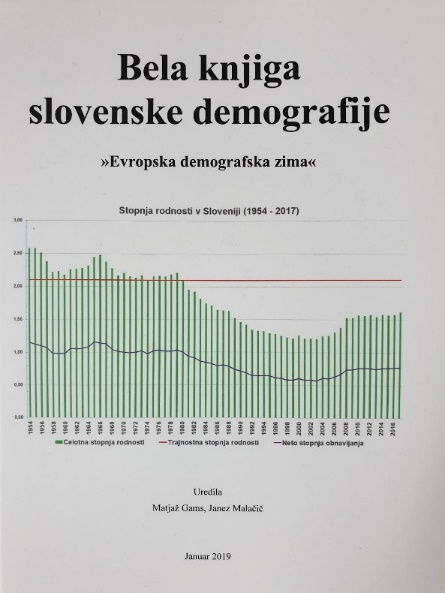 Bela knjiga
slovenske demografije
»Evropska demografska zima«
Stopnja rodnosti v Sloveniji (1954 - 2017)
3,00
2,50
2,00
1,50
1,00
0,50
0,00
1954 1956 1958 1960 1962 1964 1966 1968 1970 1972 1974 1976 1978 1980 1982 1984 1986 1988 1990 1992 1994 1996 1998 2000 2002 2004 2006 2008 2010 2012 2014 2016
Celotna stopnja rodnosti Trajnostna stopnja rodnosti Neto stopnja obnavljanja
Uredila
Matjaž Gams, Janez Malačič
Januar 2019